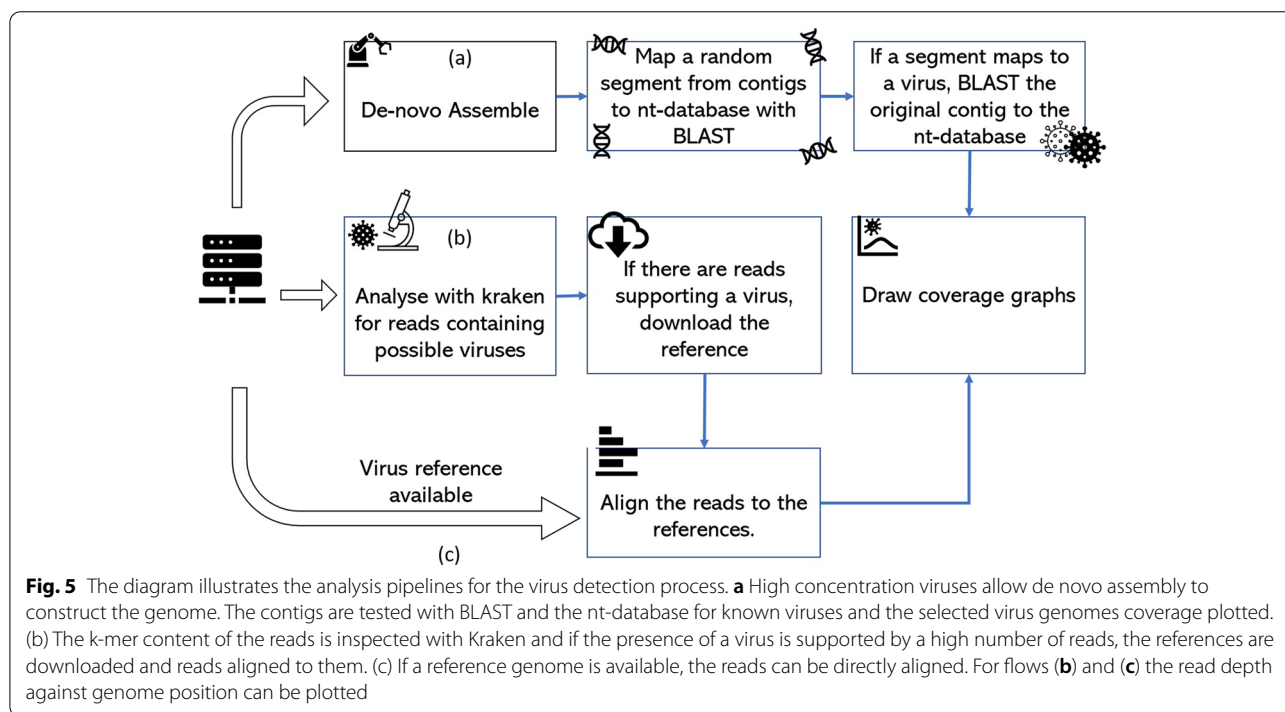 (a)
De-novo Assemble
Map a random
segment from contigs
to nt-database with
BLAST
If a segment maps to
a virus, BLAST the
original contig to the
nt-database
(b)
Analyse with kraken
for reads containing
possible viruses
If there are reads
supporting a virus,
download the
reference
Draw coverage graphs
Virus reference
available
(c)
Align the reads to the
references.
Fig. 5 The diagram illustrates the analysis pipelines for the virus detection process. a High concentration viruses allow de novo assembly to
construct the genome. The contigs are tested with BLAST and the nt-database for known viruses and the selected virus genomes coverage plotted.
(b) The k-mer content of the reads is inspected with Kraken and if the presence of a virus is supported by a high number of reads, the references are
downloaded and reads aligned to them. (c) If a reference genome is available, the reads can be directly aligned. For flows (b) and (c) the read depth
against genome position can be plotted